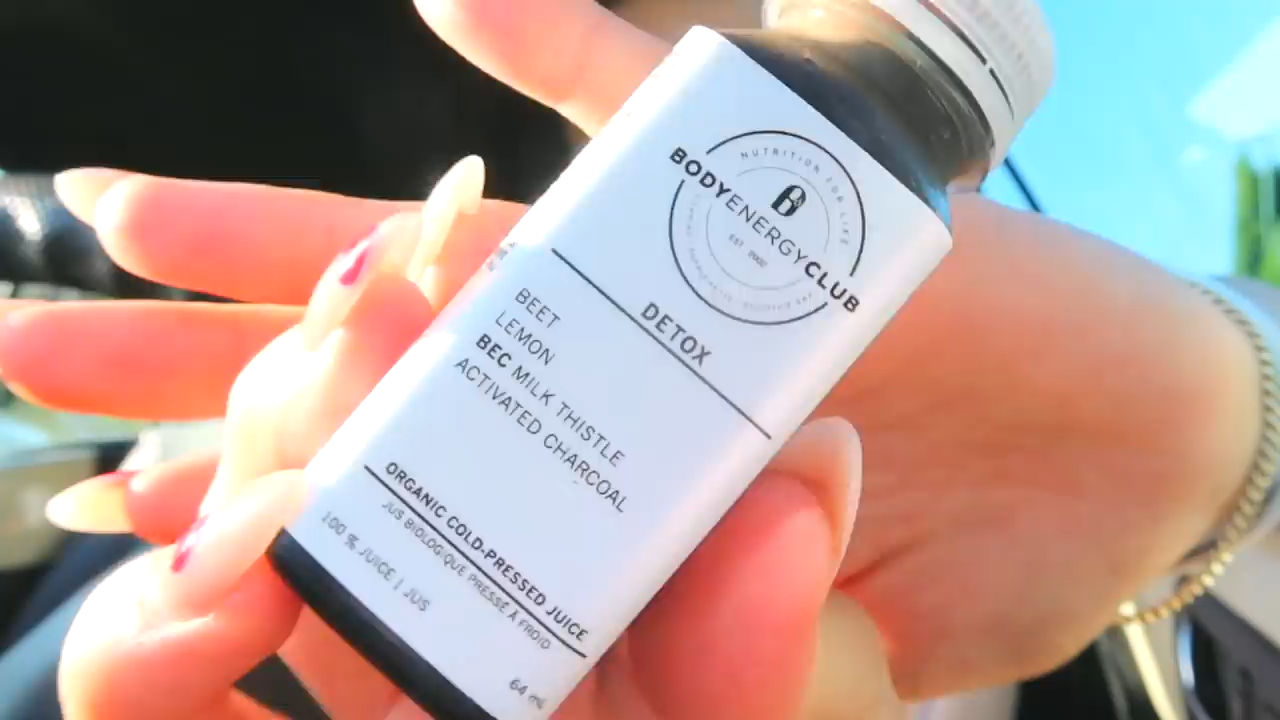 NUTRITION FOR LIFE
BODYENERGYCLUB
B
EST 2002
DETOX
BEET
LEMON
BEC MILK THISTLE
ACTIVATED CHARCOAL
ORGANIC COLD-PRESSED JUICE
JUS BIOLOGIQUE PRESSÉ À FROID
100 % JUICE | JUS
64 mL